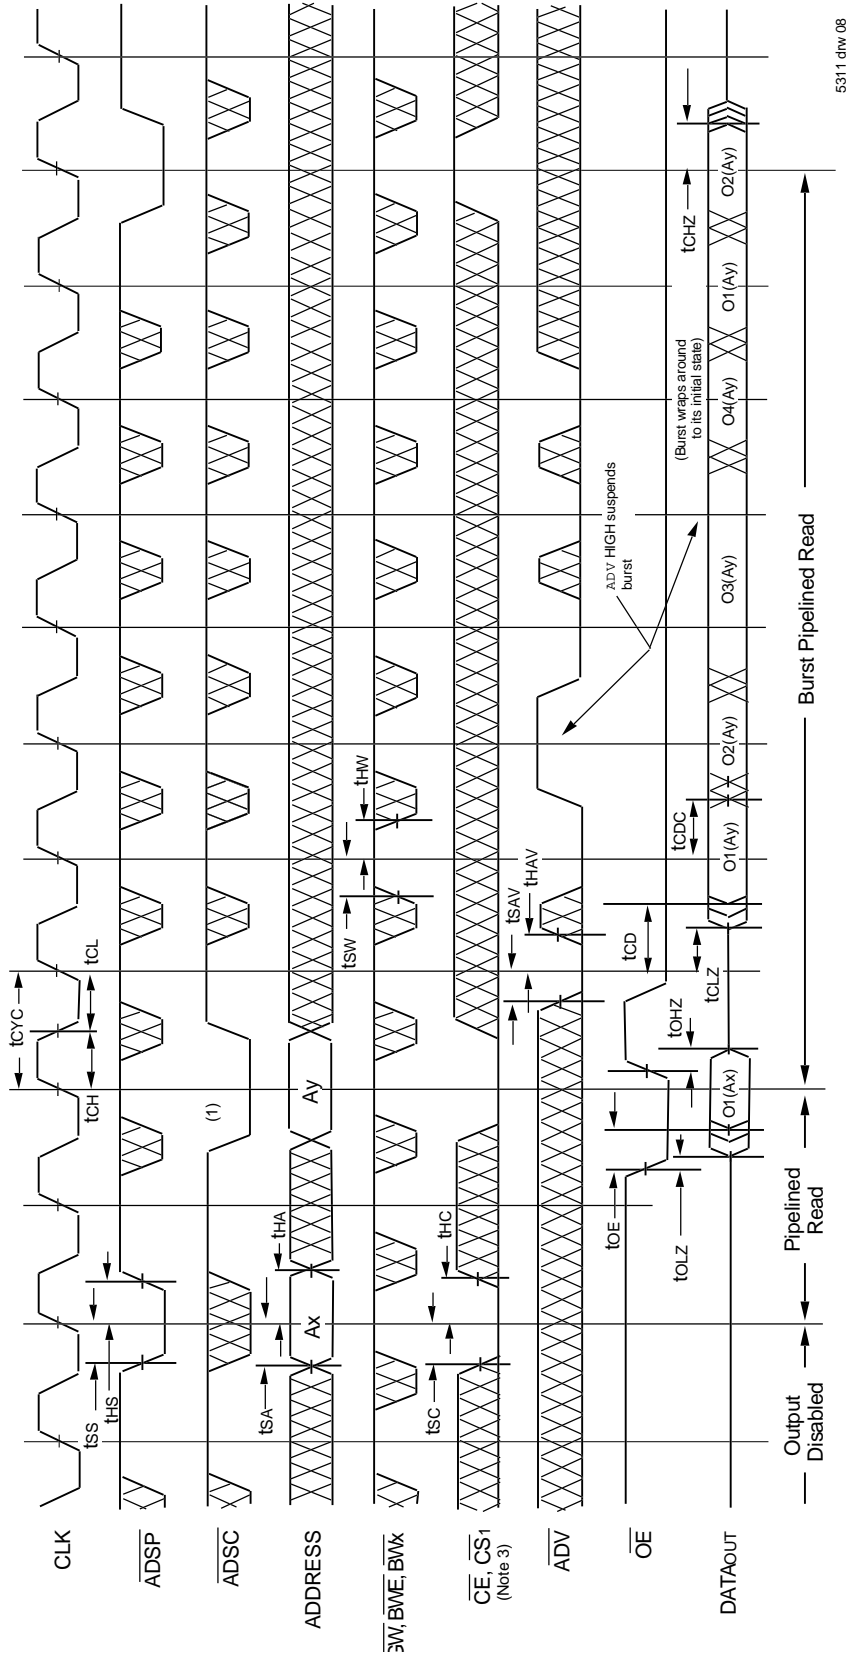 CLK
ADSP
ADSC
ADDRESS
GW, BWE, BWx
CE, CS1
(Note 3)
ADV
OE
DATAOUT
tCYC
tCH
tCL
tSS
tHS
(1)
tSA
tHA
Ax
Ay
tSW
tHW
tSC
tHC
tSAV
tHAV
ADV HIGH suspends
burst
tOE
tOHZ
tOLZ
tCD
tCLZ
tCDC
tCHZ
(Burst wraps around
to its initial state)
O1(Ax)
O1(Ay)
O2(Ay)
O3(Ay)
O4(Ay)
O1(Ay)
O2(Ay)
Output
Disabled
Pipelined
Read
Burst Pipelined Read
5311 drw 08